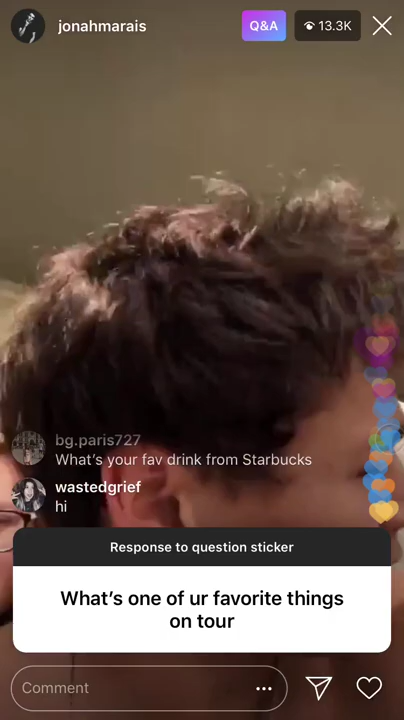 jonahmarais
Q&A
13.3K
bg.paris727
What's your fav drink from Starbucks
wastedgrief
hi
Response to question sticker
What's one of ur favorite things
on tour
Comment